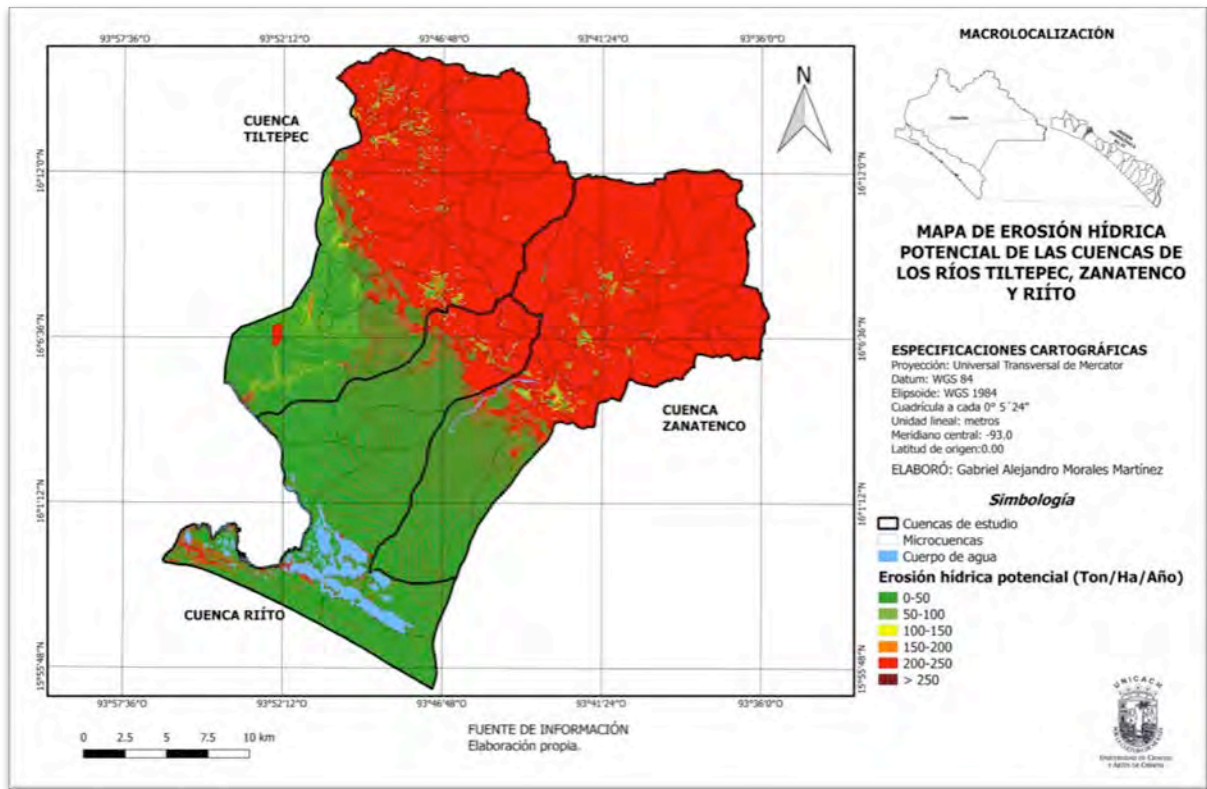 93°57'36"O
93°52'12"O
93°46'48"O
93°41'24"O
93°36'0"O
MACROLOCALIZACIÓN
N
CUENCA
TILTEPEC
16°12'0"N
16°12'0"N
MAPA DE EROSIÓN HÍDRICA
POTENCIAL DE LAS CUENCAS DE
LOS RÍOS TILTEPEC, ZANATENCO
Y RIÍTO
16°6'36"N
16°6'36"N
ESPECIFICACIONES CARTOGRÁFICAS
Proyección: Universal Transversal de Mercator
Datum: WGS 84
Elipsoide: WGS 1984
Cuadrícula a cada 0° 5´24"
Unidad lineal: metros
Meridiano central: -93.0
Latitud de origen:0.00
ELABORÓ: Gabriel Alejandro Morales Martínez
CUENCA
ZANATENCO
16°1'12"N
16°1'12"N
Simbología
Cuencas de estudio
Microcuencas
Cuerpo de agua
Erosión hídrica potencial (Ton/Ha/Año)
0-50
50-100
100-150
150-200
200-250
> 250
CUENCA RIÍTO
15°55'48"N
15°55'48"N
93°57'36"O
93°52'12"O
93°46'48"O
93°41'24"O
93°36'0"O
0 2.5 5 7.5 10 km
FUENTE DE INFORMACIÓN
Elaboración propia.
UNICACH
UNIVERSIDAD DE CIENCIAS
Y ARTES DE CHIAPAS